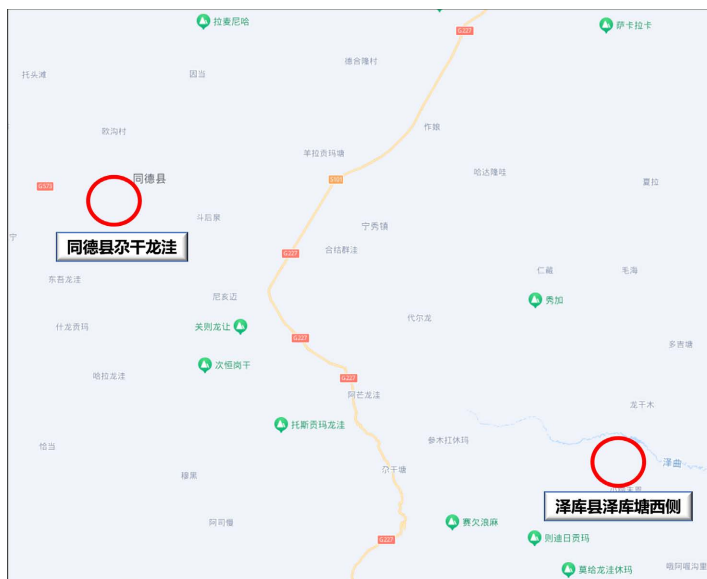 拉麦尼哈
G227
萨卡拉卡
德合隆村
托头滩
因当
欧沟村
作娘
羊拉贡玛塘
哈达隆哇
同德县
G573
夏拉
斗后索
宁秀镇
宁
同德县尕干龙洼
合结群洼
G227
东吾龙洼
仁藏
毛海
尼亥迈
秀加
什龙贡玛
关则龙让
代尔龙
G227
多吉塘
次恒岗干
哈拉龙洼
G227
阿芒龙洼
龙干木
托斯贡玛龙洼
恰当
参木扛休玛
泽曲
穆黑
尕干塘
泽库县泽库塘西侧
阿司傻
赛欠浪麻
G227
则迪日贡玛
莫给龙洼休玛